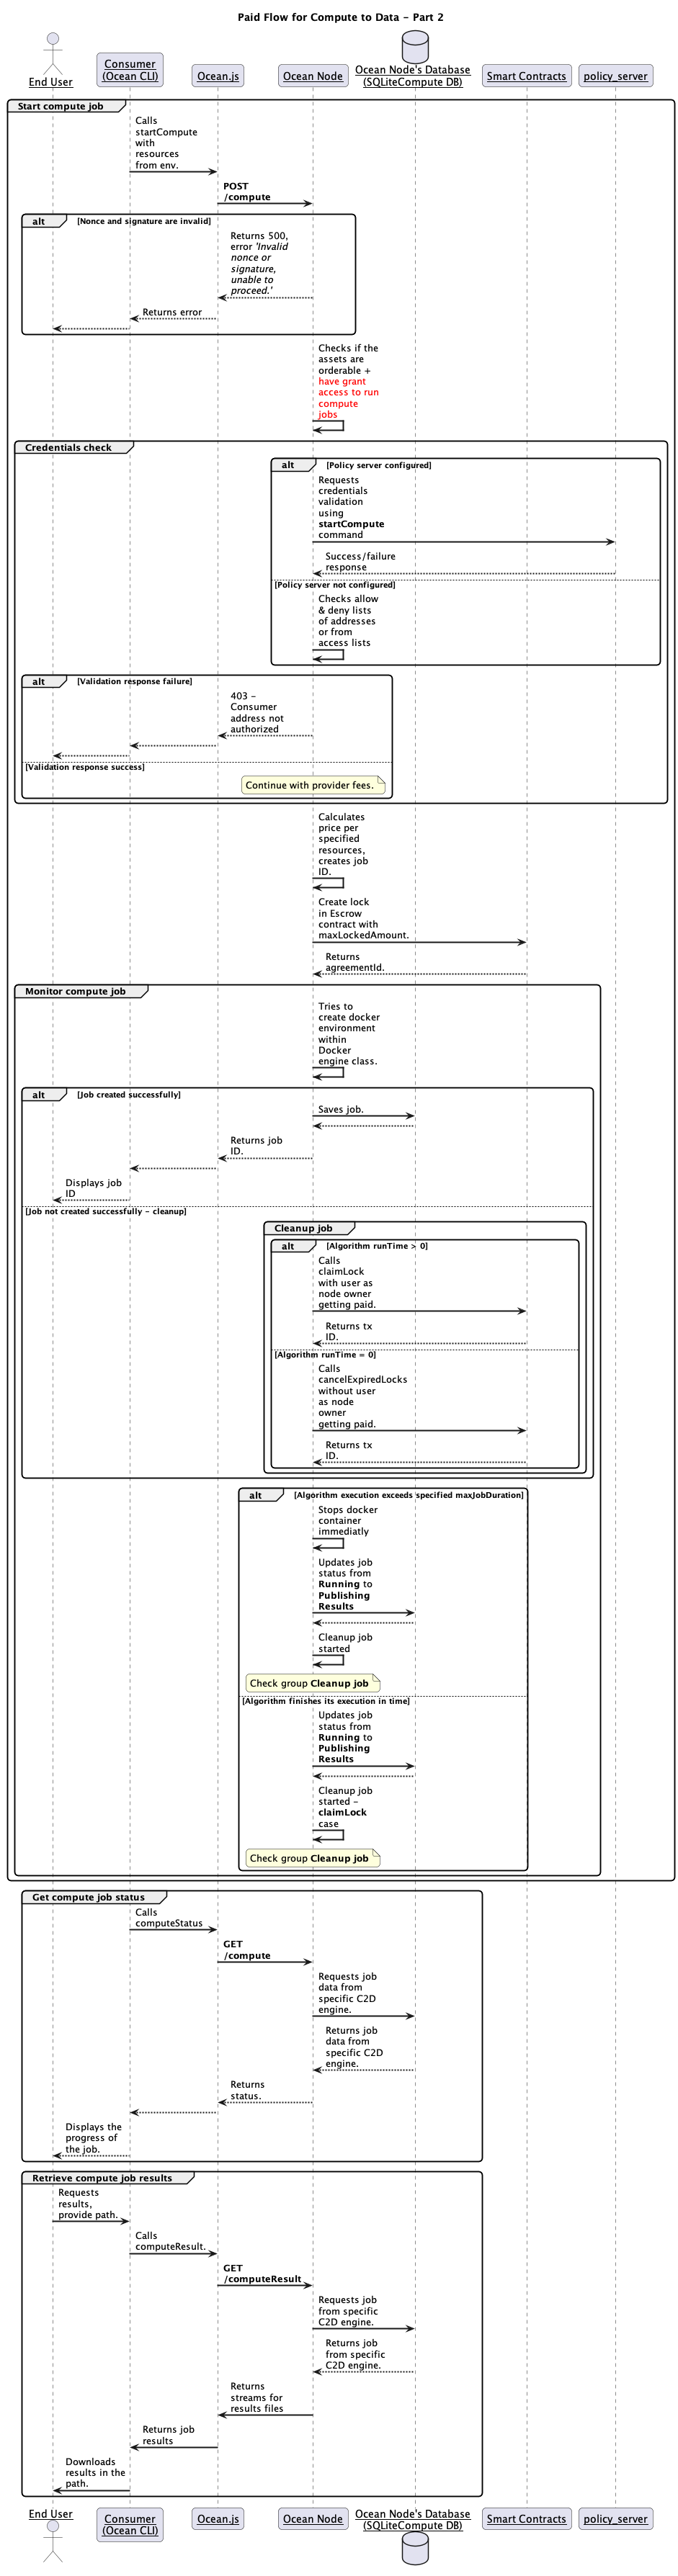 Paid Flow for Compute to Data - Part 2
End User
Consumer
(Ocean CLI)
Ocean.js
Ocean Node
Ocean Node's Database
(SQLiteCompute DB)
Smart Contracts
policy_server
Start compute job
Calls
startCompute
with
resources
from env.
POST
/compute
alt
[Nonce and signature are invalid]
Returns 500,
error 'Invalid
nonce or
signature,
unable to
proceed.'
Returns error
Checks if the
assets are
orderable +
have grant
access to run
compute
jobs
Credentials check
alt
[Policy server configured]
Requests
credentials
validation
using
startCompute
command
Success/failure
response
[Policy server not configured]
Checks allow
& deny lists
of addresses
or from
access lists
alt
[Validation response failure]
403 -
Consumer
address not
authorized
[Validation response success]
Continue with provider fees.
Calculates
price per
specified
resources,
creates job
ID.
Create lock
in Escrow
contract with
maxLockedAmount.
Returns
agreementId.
Monitor compute job
Tries to
create docker
environment
within
Docker
engine class.
alt
[Job created successfully]
Saves job.
Returns job
ID.
Displays job
ID
[Job not created successfully - cleanup]
Cleanup job
alt
[Algorithm runTime > 0]
Calls
claimLock
with user as
node owner
getting paid.
Returns tx
ID.
[Algorithm runTime = 0]
Calls
cancelExpiredLocks
without user
as node
owner
getting paid.
Returns tx
ID.
alt
[Algorithm execution exceeds specified maxJobDuration]
Stops docker
container
immediatly
Updates job
status from
Running to
Publishing
Results
Cleanup job
started
Check group Cleanup job
[Algorithm finishes its execution in time]
Updates job
status from
Running to
Publishing
Results
Cleanup job
started -
claimLock
case
Check group Cleanup job
Get compute job status
Calls
computeStatus
GET
/compute
Requests job
data from
specific C2D
engine.
Returns job
data from
specific C2D
engine.
Returns
status.
Displays the
progress of
the job.
Retrieve compute job results
Requests
results,
provide path.
Calls
computeResult.
GET
/computeResult
Requests job
from specific
C2D engine.
Returns job
from specific
C2D engine.
Returns
streams for
results files
Returns job
results
Downloads
results in the
path.
End User
Consumer
(Ocean CLI)
Ocean.js
Ocean Node
Ocean Node's Database
(SQLiteCompute DB)
Smart Contracts
policy_server